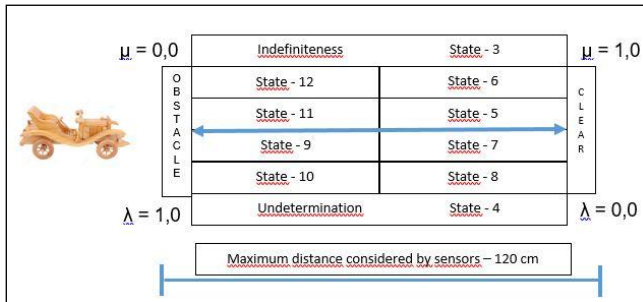 μ = 0,0
Indefiniteness State - 3
μ = 1,0
OBSTACLE
State - 12 State - 6
State - 11 State - 5
State - 9 State - 7
State - 10 State - 8
CLEAR
λ = 1,0
Undetermination State - 4
λ = 0,0
Maximum distance considered by sensors – 120 cm